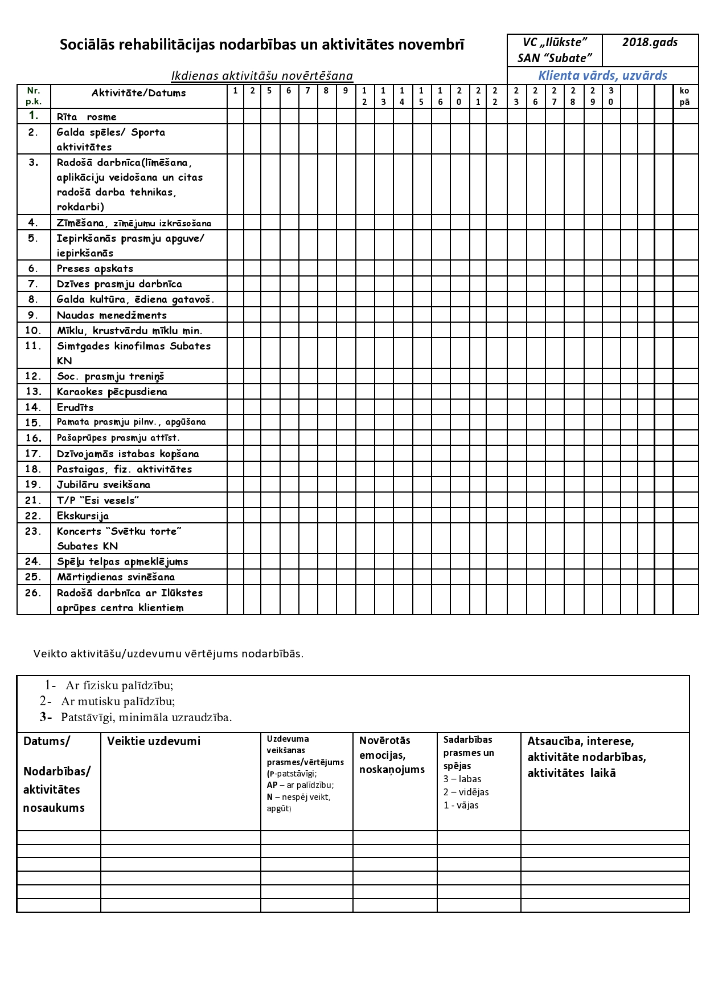 Sociālās rehabilitācijas nodarbības un aktivitātes novembrī
VC „Ilūkste”
SAN “Subate”
2018.gads
Ikdienas aktivitāšu novērtēšana
Klienta vārds, uzvārds
Nr. p.k. Aktivitāte/Datums 1 2 5 6 7 8 9 12 13 14 15 16 20 21 22 23 26 27 28 29 30 ko pā
1. Rīta rosme
2. Galda spēles/ Sporta
aktivitātes
3. Radošā darbnīca(līmēšana,
aplikāciju veidošana un citas
radošā darba tehnikas,
rokdarbi)
4. Zīmēšana, zīmējumu izkrāsošana
5. Iepirkšanās prasmju apguve/
iepirkšanās
6. Preses apskats
7. Dzīves prasmju darbnīca
8. Galda kultūra, ēdiena gatavoš.
9. Naudas menedžments
10. Mīklu, krustvārdu mīklu min.
11. Simtgades kinofilmas Subates
KN
12. Soc. prasmju treniņš
13. Karaokes pēcpusdiena
14. Erudīts
15. Pamata prasmju pilnv., apgūšana
16. Pašaprūpes prasmju attīst.
17. Dzīvojamās istabas kopšana
18. Pastaigas, fiz. aktivitātes
19. Jubilāru sveikšana
21. T/P “Esi vesels”
22. Ekskursija
23. Koncerts “Svētku torte”
Subates KN
24. Spēļu telpas apmeklējums
25. Mārtiņdienas svinēšana
26. Radošā darbnīca ar Ilūkstes
aprūpes centra klientiem
Veikto aktivitāšu/uzdevumu vērtējums nodarbībās.
1- Ar fizisku palīdzību;
2- Ar mutisku palīdzību;
3- Patstāvīgi, minimāla uzraudzība.
Datums/
Nodarbības/
aktivitātes
nosaukums
Veiktie uzdevumi
Uzdevuma
veikšanas
prasmes/vērtējums
(P-patstāvīgi;
AP – ar palīdzību;
N – nespēj veikt,
apgūt)
Novērotās
emocijas,
noskaņojums
Sadarbības
prasmes un
spējas
3 – labas
2 – vidējas
1 - vājas
Atsaucība, interese,
aktivitāte nodarbības,
aktivitātes laikā